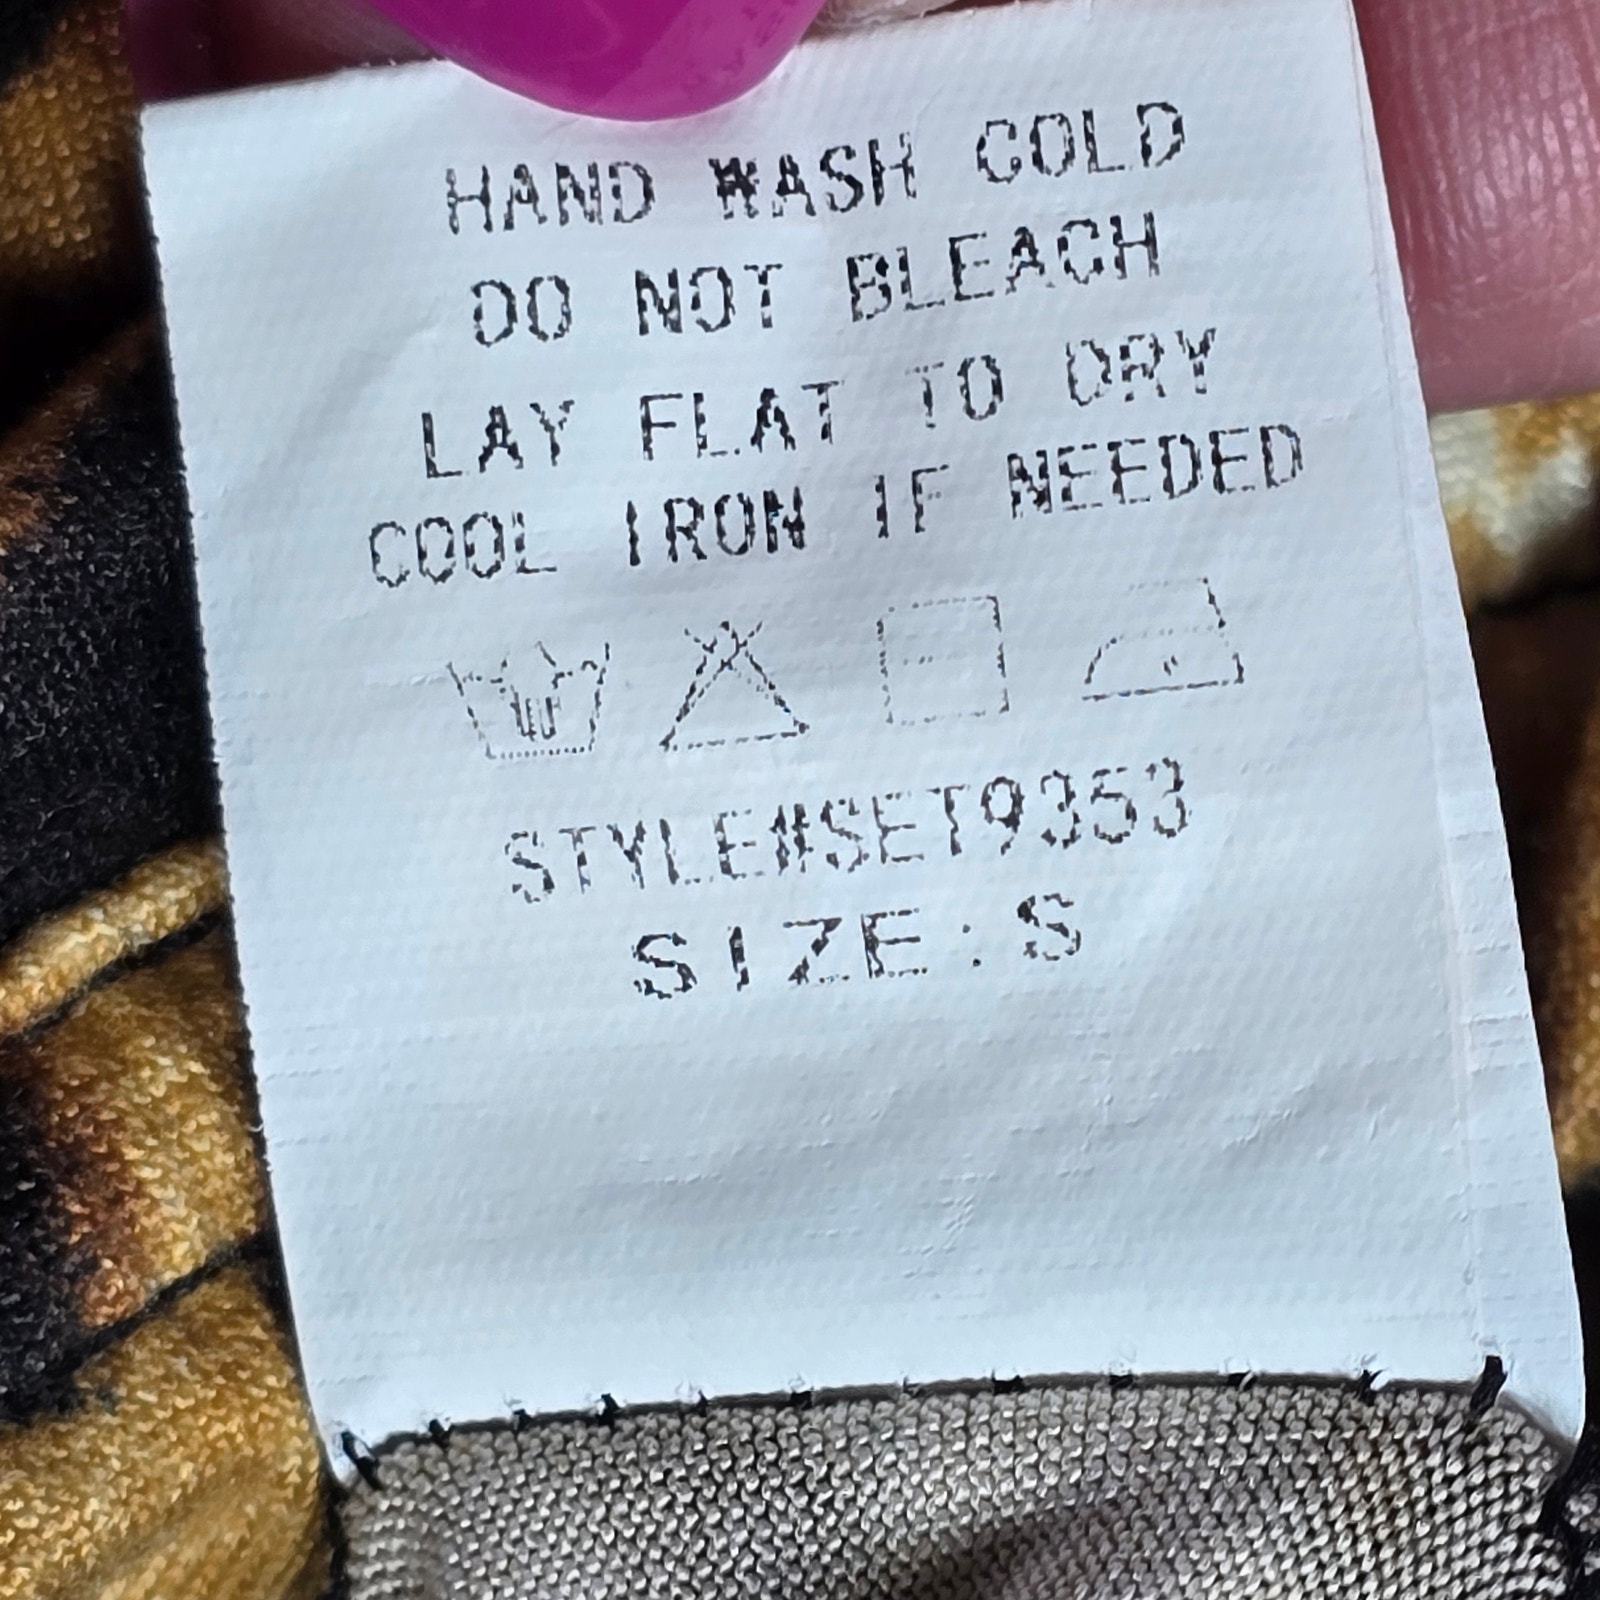 HAND WASH COLD
DO NOT BLEACH
LAY FLAT TO DRY
COOL IRON IF NEEDED
STYLE#SET9353
SIZE:S